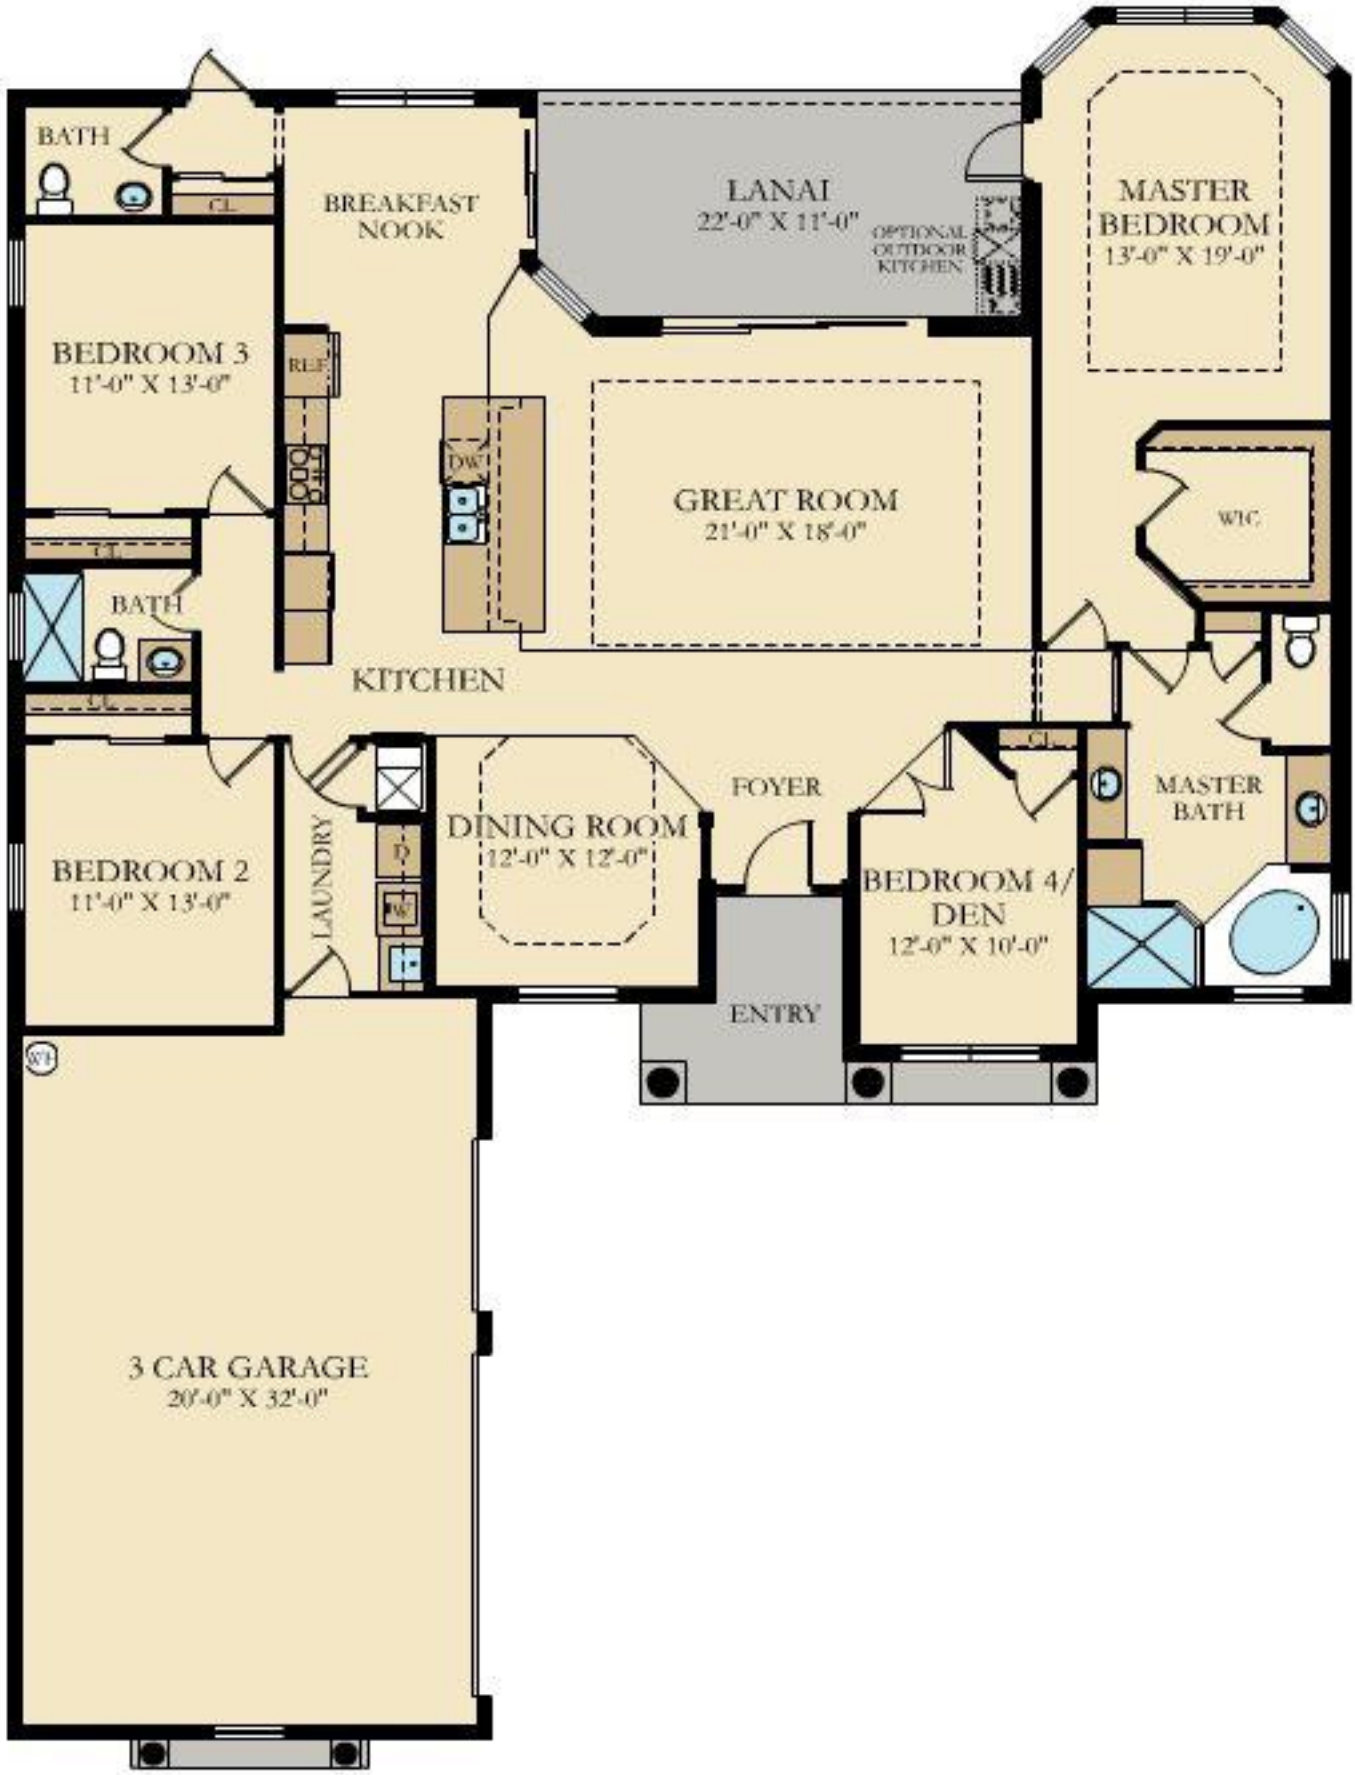 BATH
CL
BREAKFAST
NOOK
LANAI
22'-0" X 11'-0"
OPTIONAL
OUTDOOR
KITCHEN
MASTER
BEDROOM
13'-0" X 19'-0"
BEDROOM 3
11'-0" X 13'-0"
REF
DW
GREAT ROOM
21'-0" X 18'-0"
WIC
CL
BATH
CL
KITCHEN
CL
FOYER
MASTER
BATH
DINING ROOM
12'-0" X 12'-0"
LAUNDRY
D
W
BEDROOM 2
11'-0" X 13'-0"
BEDROOM 4/
DEN
12'-0" X 10'-0"
ENTRY
WH
3 CAR GARAGE
20'-0" X 32'-0"